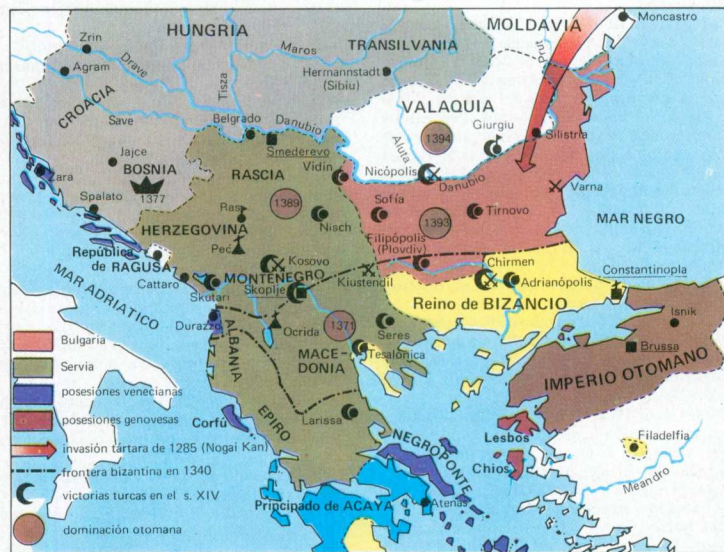 HUNGRIA
MOLDAVIA
Moncastro
Zrin
Maros
TRANSILVANIA
Prut
Agram
Drave
Tisza
Hermannstadt
(Sibiu)
CROACIA
VALAQUIA
Save
Belgrado
Danubio
Aluta
1394
Giurgiu
Silistria
Jajce
Smederevo
BOSNIA
1377
RASCIA
Vidin
Nicópolis
Danubio
Zara
Varna
Spalato
Ras
1389
Nisch
Sofía
1393
Tirnovo
MAR NEGRO
HERZEGOVINA
República
de RAGUSA
Peć
Kosovo
Filipópolis
(Plovdiv)
Chirmen
MAR ADRIATICO
Cattaro
MONTENEGRO
Skoplje
Kiustendil
Adrianópolis
Constantinopla
Skutari
Reino de BIZANCIO
Durazzo
Ocrida
1371
Seres
Isnik
ALBANIA
MACE-
DONIA
Tesalónica
Brussa
IMPERIO OTOMANO
EPIRO
Larissa
Corfú
NEGROPONTE
Lesbos
Filadelfia
Chios
Meandro
Principado de ACAYA
Atenas
Bulgaria
Servia
posesiones venecianas
posesiones genovesas
invasión tártara de 1285 (Nogai Kan)
frontera bizantina en 1340
victorias turcas en el s. XIV
dominación otomana